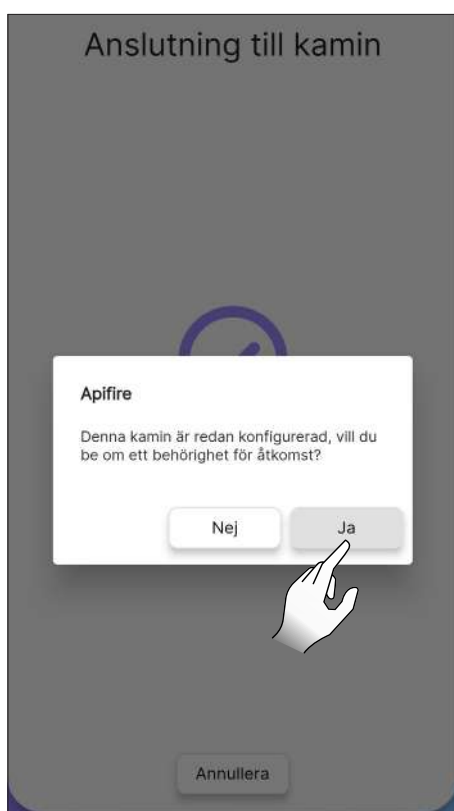 Anslutning till kamin
Apifire
Denna kamin är redan konfigurerad, vill du
be om ett behörighet för åtkomst?
Nej
Ja
Annullera